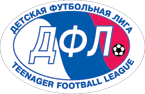 ДЕТСКАЯ ФУТБОЛЬНАЯ ЛИГА
ДФЛ
TEENAGER FOOTBALL LEAGUE